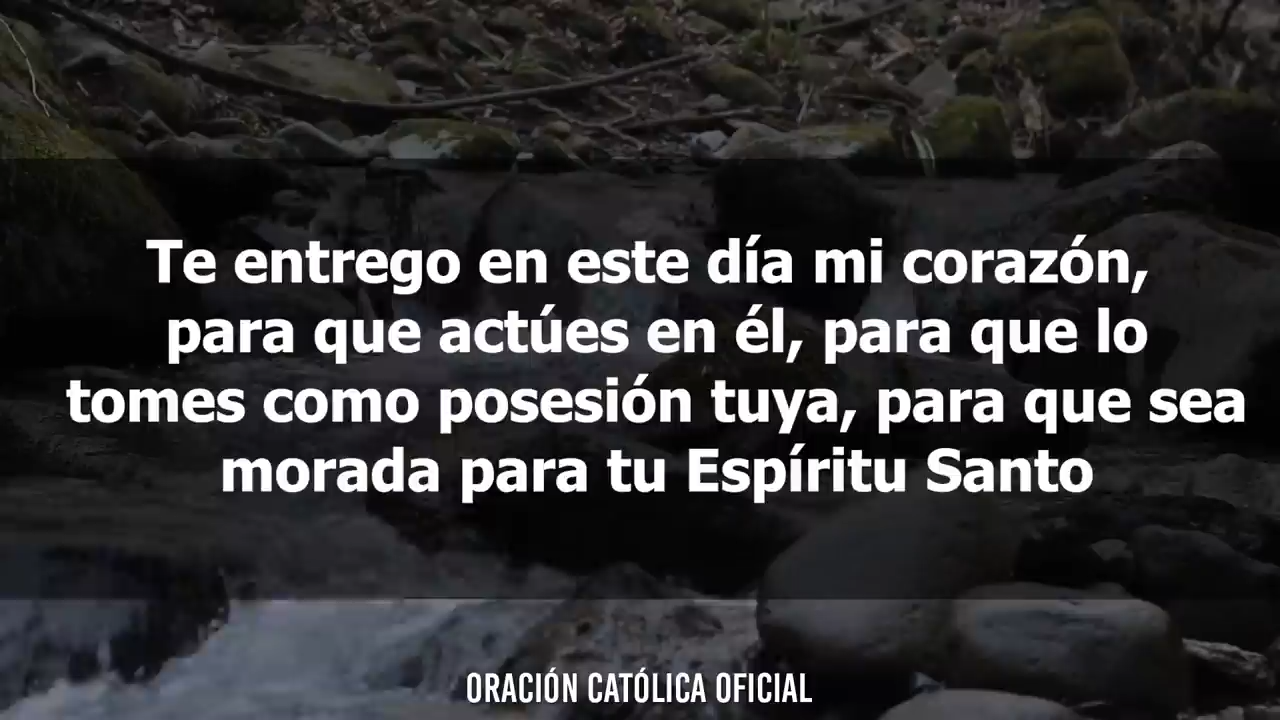 Te entrego en este día mi corazón,
para que actúes en él, para que lo
tomes como posesión tuya, para que sea
morada para tu Espíritu Santo
ORACIÓN CATÓLICA OFICIAL